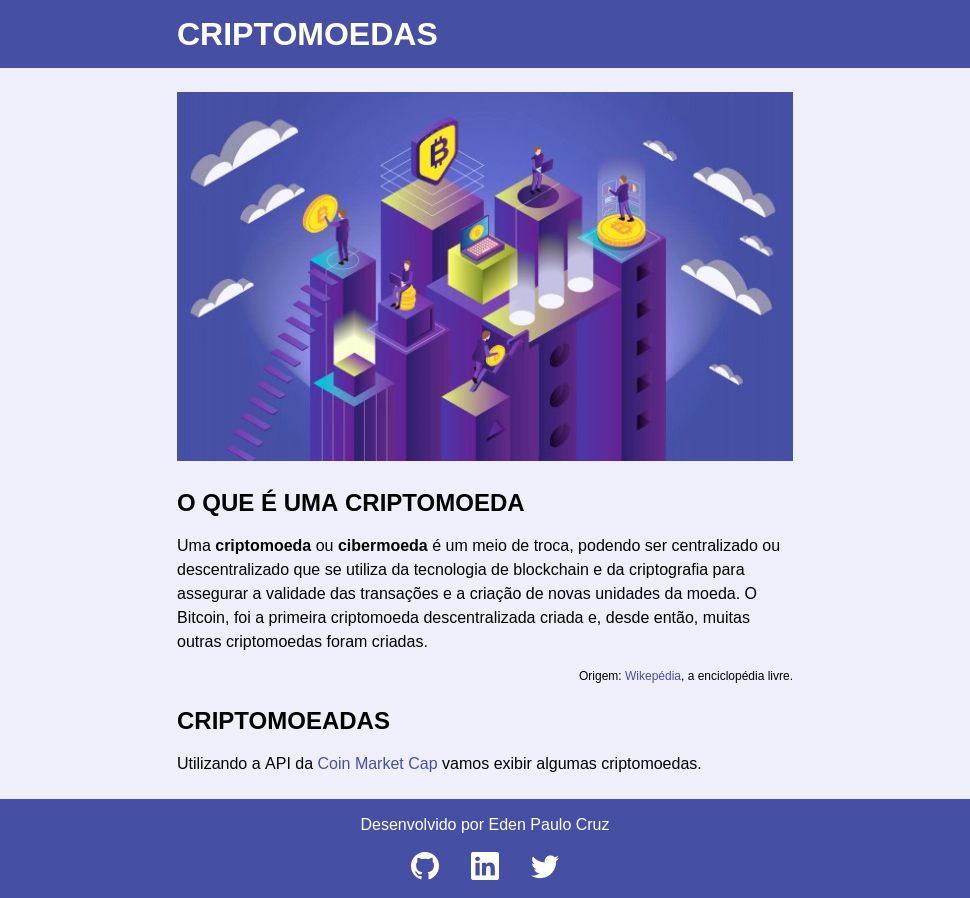 CRIPTOMOEDAS
O QUE É UMA CRIPTOMOEDA
Uma criptomoeda ou cibermoeda é um meio de troca, podendo ser centralizado ou
descentralizado que se utiliza da tecnologia de blockchain e da criptografia para
assegurar a validade das transações e a criação de novas unidades da moeda. O
Bitcoin, foi a primeira criptomoeda descentralizada criada e, desde então, muitas
outras criptomoedas foram criadas.
Origem: Wikepédia, a enciclopédia livre.
CRIPTOMOEADAS
Utilizando a API da Coin Market Cap vamos exibir algumas criptomoedas.
Desenvolvido por Eden Paulo Cruz